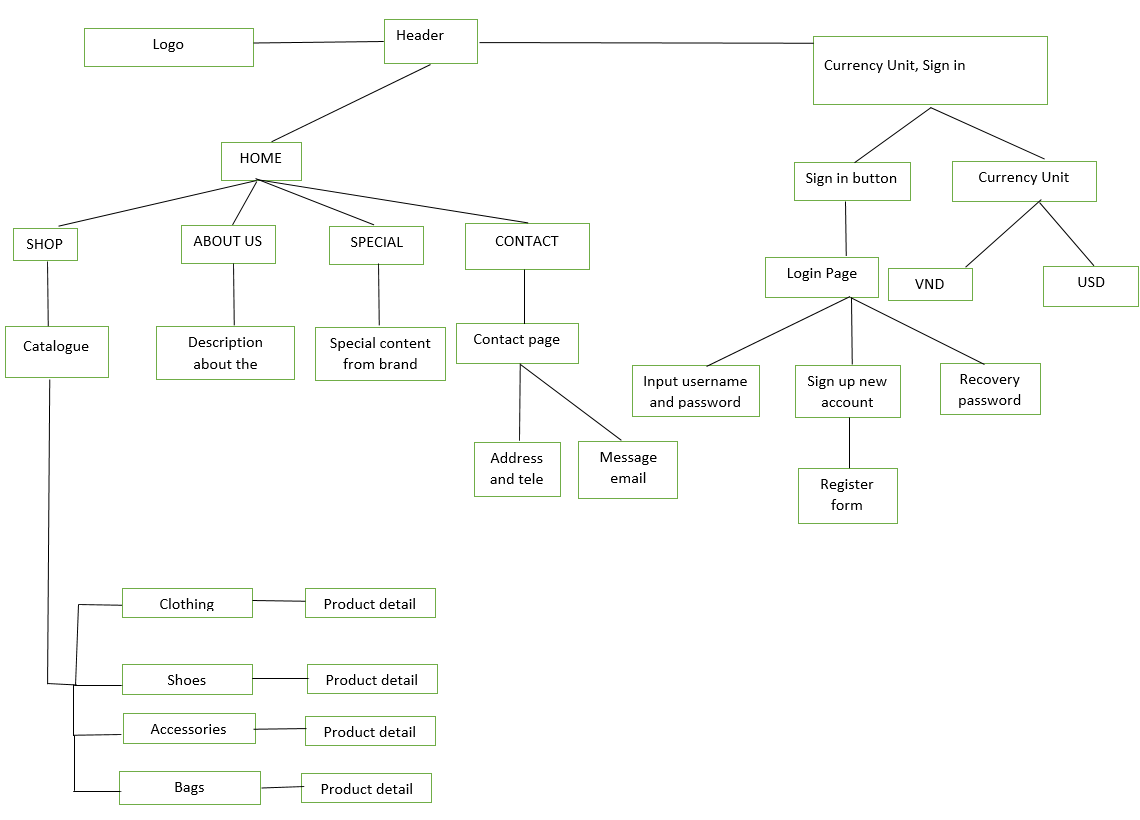 Logo
Header
Currency Unit, Sign in
HOME
Sign in button
Currency Unit
SHOP
ABOUT US
SPECIAL
CONTACT
Login Page
VND
USD
Catalogue
Description
about the
Special content
from brand
Contact page
Input username
and password
Sign up new
account
Recovery
password
Address
and tele
Message
email
Register
form
Clothing
Product detail
Shoes
Product detail
Accessories
Product detail
Bags
Product detail